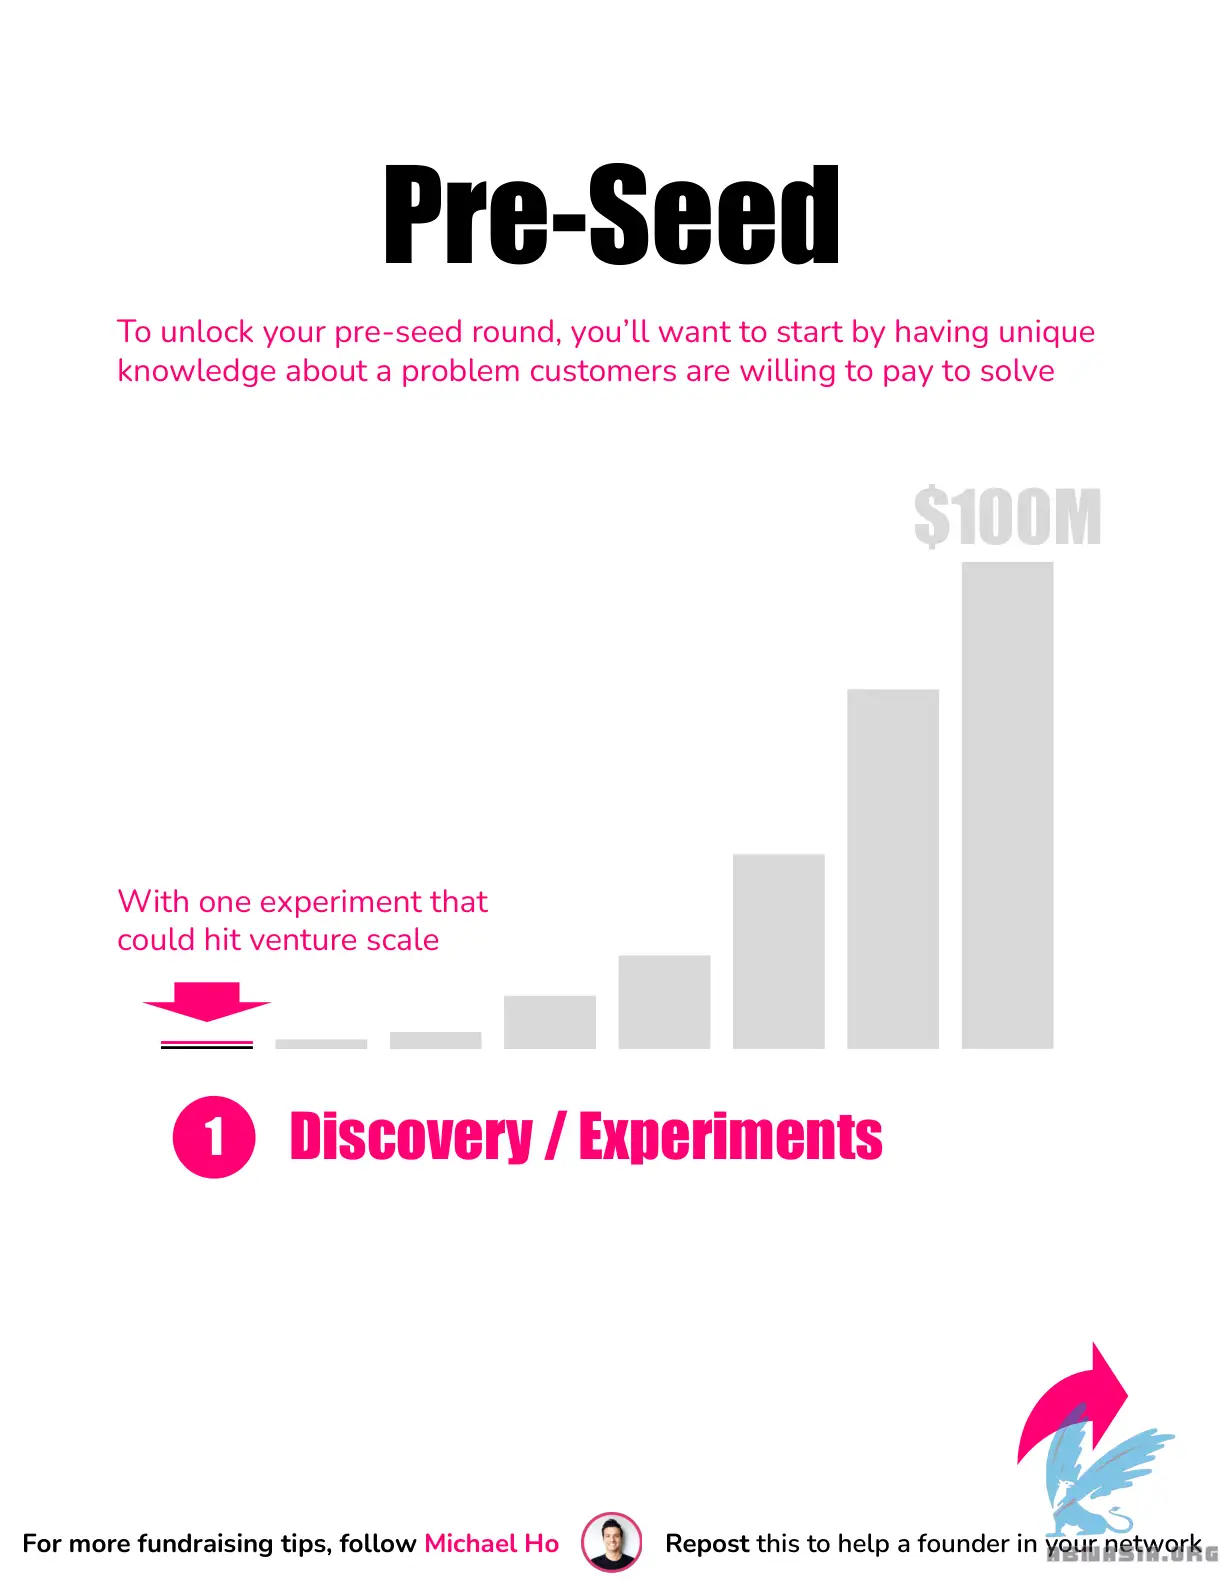 Pre-Seed
To unlock your pre-seed round, you’ll want to start by having unique
knowledge about a problem customers are willing to pay to solve
$100M
With one experiment that
could hit venture scale
1 Discovery / Experiments
For more fundraising tips, follow Michael Ho
Repost this to help a founder in your network
ABMASIA.ORG